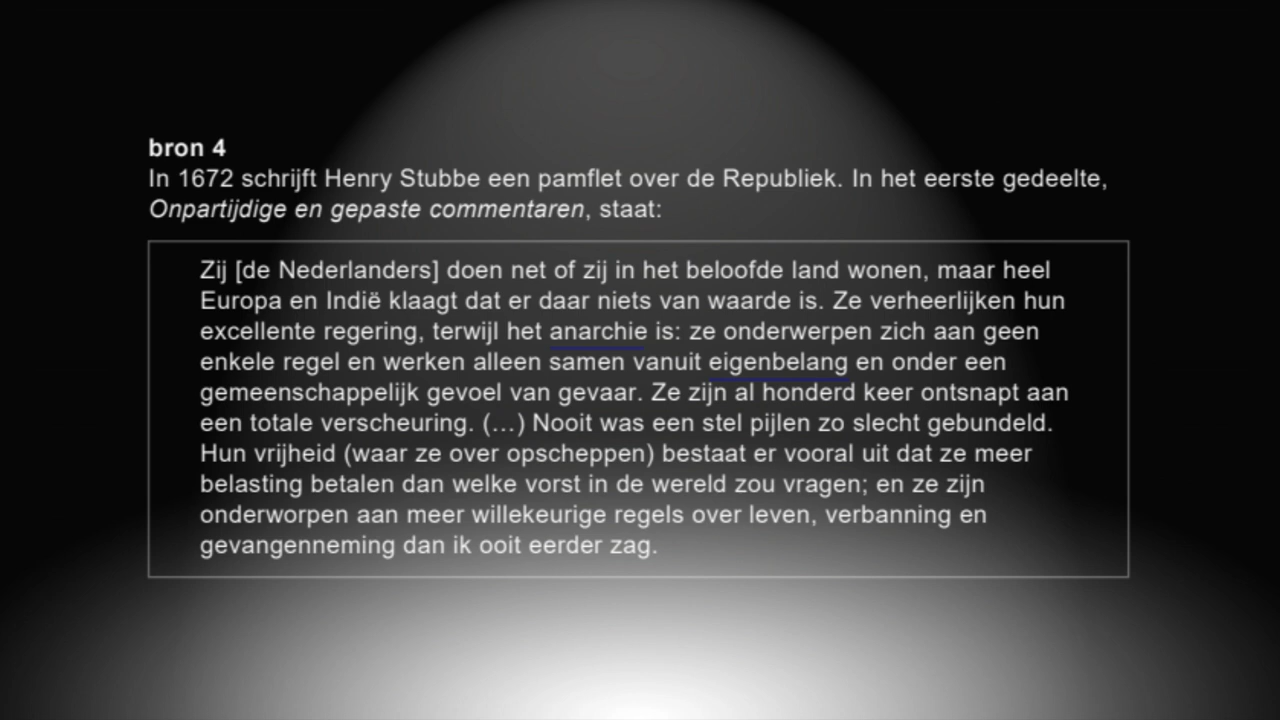 bron 4
In 1672 schrijft Henry Stubbe een pamflet over de Republiek. In het eerste gedeelte,
Onpartijdige en gepaste commentaren, staat:
Zij [de Nederlanders] doen net of zij in het beloofde land wonen, maar heel
Europa en Indië klaagt dat er daar niets van waarde is. Ze verheerlijken hun
excellente regering, terwijl het anarchie is: ze onderwerpen zich aan geen
enkele regel en werken alleen samen vanuit eigenbelang en onder een
gemeenschappelijk gevoel van gevaar. Ze zijn al honderd keer ontsnapt aan
een totale verscheuring. (…) Nooit was een stel pijlen zo slecht gebundeld.
Hun vrijheid (waar ze over opscheppen) bestaat er vooral uit dat ze meer
belasting betalen dan welke vorst in de wereld zou vragen; en ze zijn
onderworpen aan meer willekeurige regels over leven, verbanning en
gevangenneming dan ik ooit eerder zag.